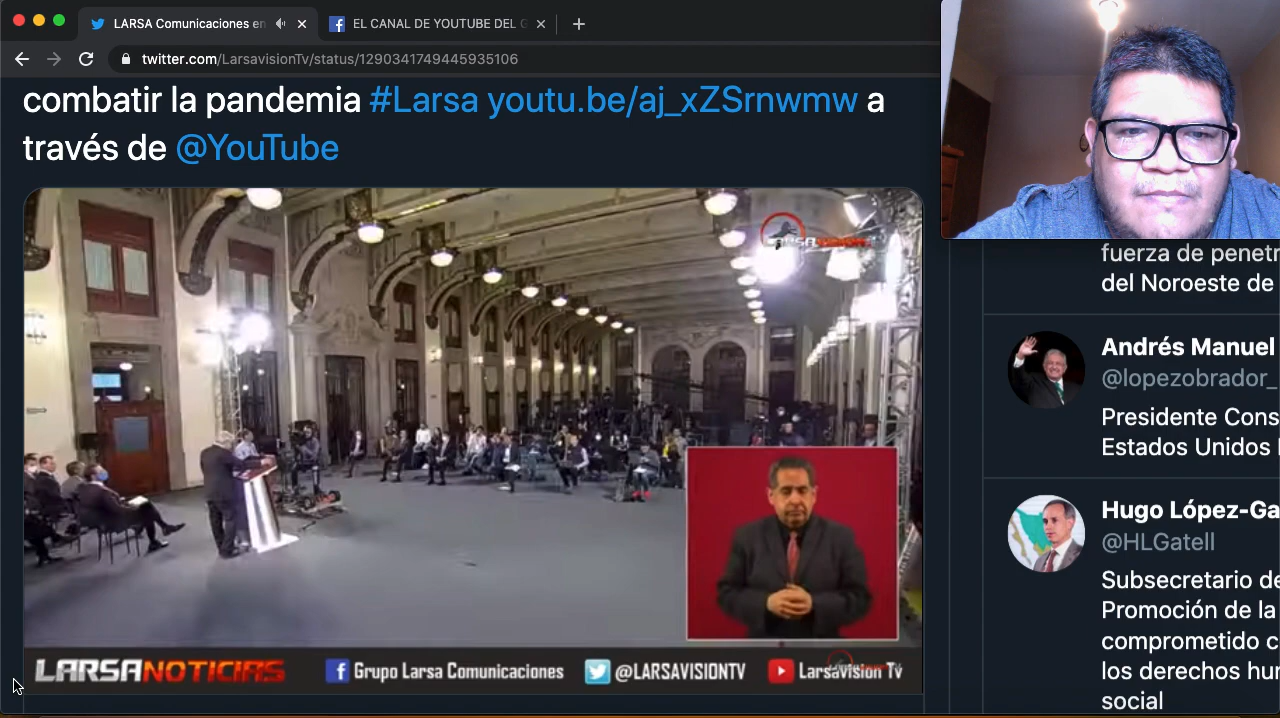 LARSA Comunicaciones en
EL CANAL DE YOUTUBE DEL G
twitter.com/LarsavisionTv/status/1290341749445935106
combatir la pandemia #Larsa youtu.be/aj_xZSrnwmw a
través de @YouTube
LARSAVISION
LARSANOTICIAS
Grupo Larsa Comunicaciones
@LARSAVISIONTV
Larsavision Tv
fuerza de penetr
del Noroeste de
Andrés Manuel
@lopezobrador_
Presidente Cons
Estados Unidos
Hugo López-Ga
@HLGatell
Subsecretario de
Promoción de la
comprometido c
los derechos hum
social